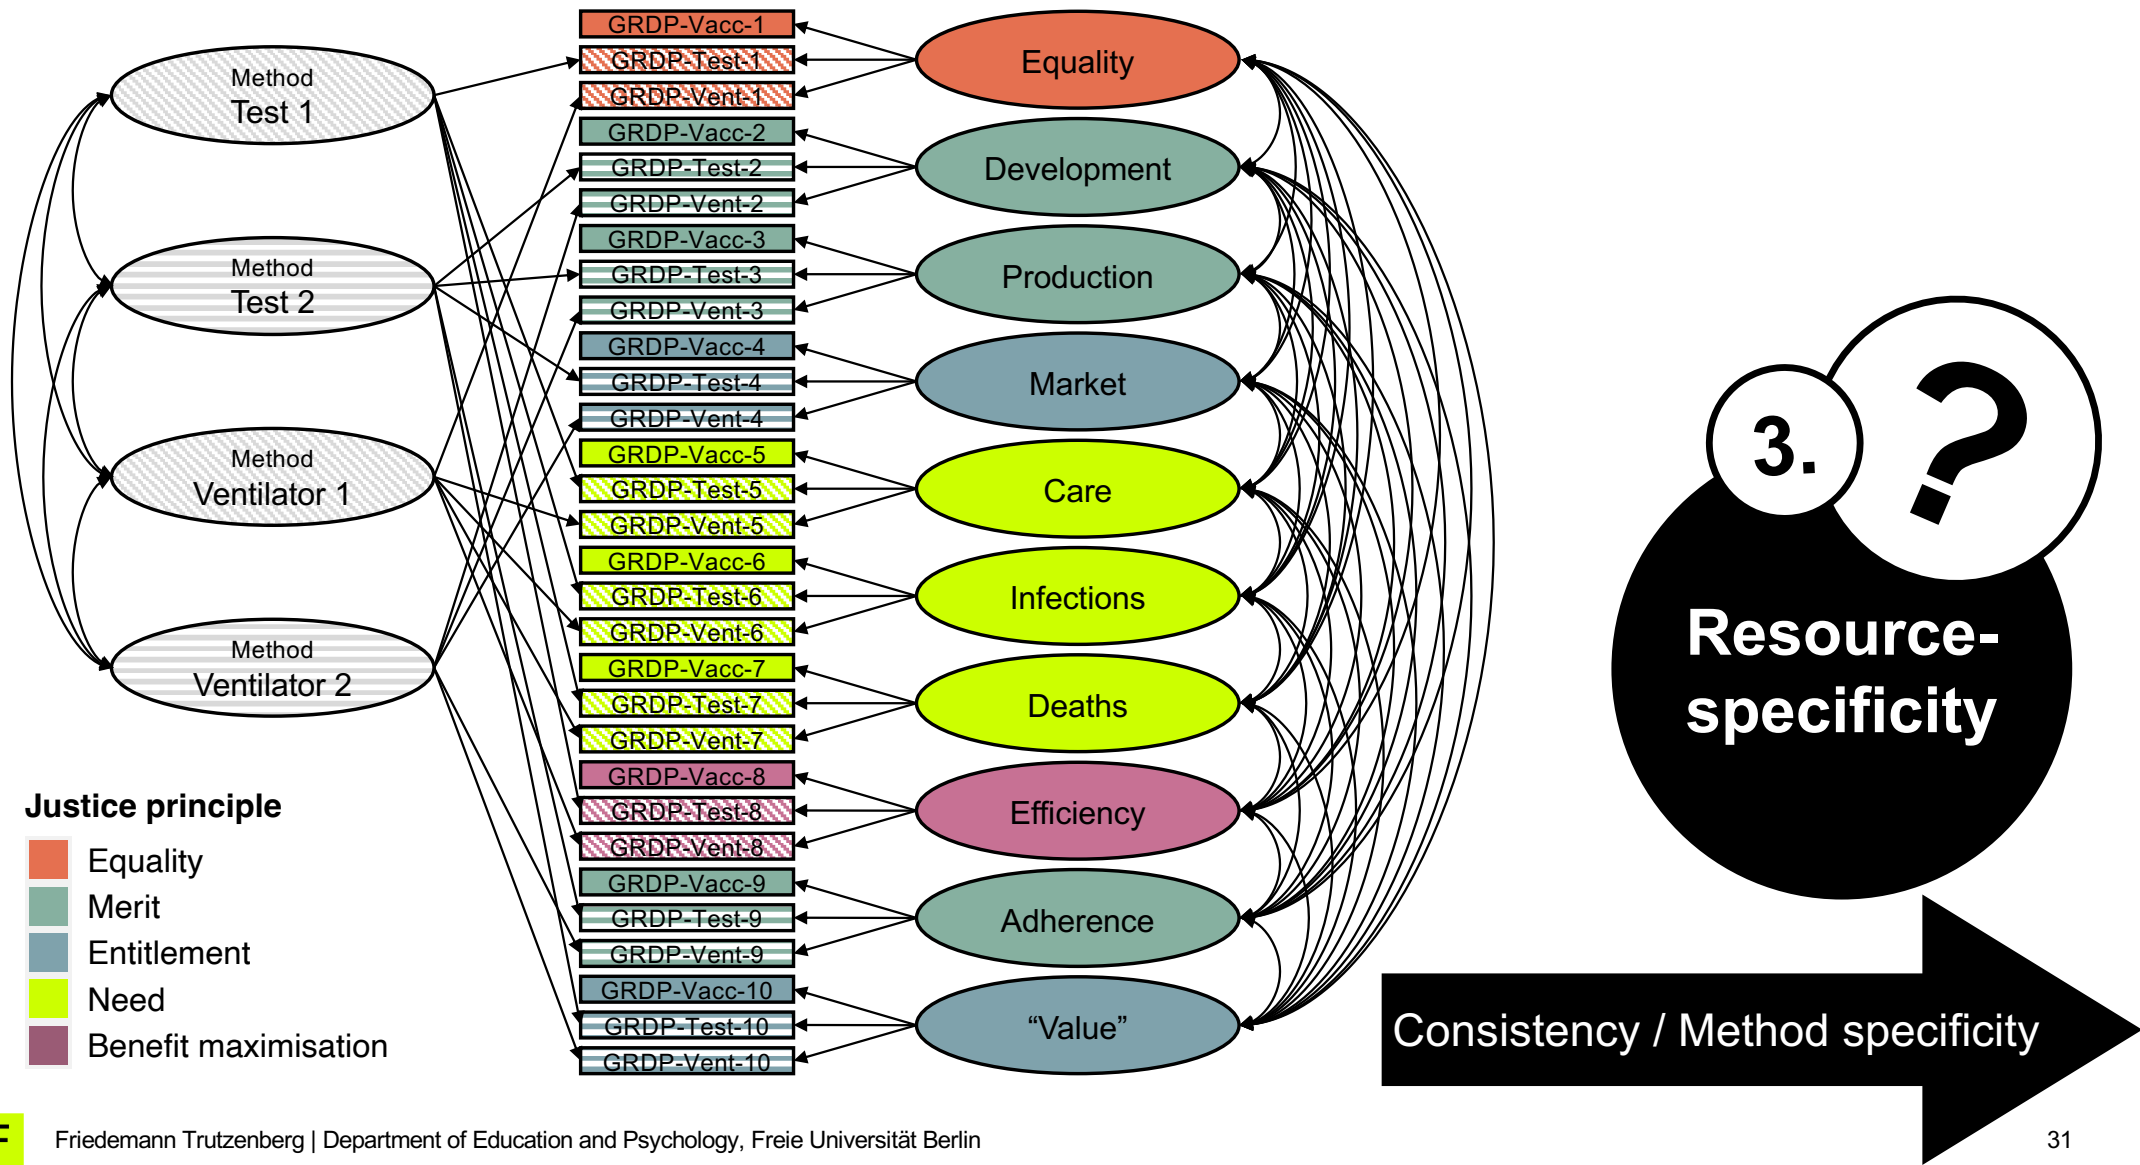 Method
Test 1
Method
Test 2
Method
Ventilator 1
Method
Ventilator 2
GRDP-Vacc-1
GRDP-Test-1
GRDP-Vent-1
GRDP-Vacc-2
GRDP-Test-2
GRDP-Vent-2
GRDP-Vacc-3
GRDP-Test-3
GRDP-Vent-3
GRDP-Vacc-4
GRDP-Test-4
GRDP-Vent-4
GRDP-Vacc-5
GRDP-Test-5
GRDP-Vent-5
GRDP-Vacc-6
GRDP-Test-6
GRDP-Vent-6
GRDP-Vacc-7
GRDP-Test-7
GRDP-Vent-7
GRDP-Vacc-8
GRDP-Test-8
GRDP-Vent-8
GRDP-Vacc-9
GRDP-Test-9
GRDP-Vent-9
GRDP-Vacc-10
GRDP-Test-10
GRDP-Vent-10
Equality
Development
Production
Market
Care
Infections
Deaths
Efficiency
Adherence
“Value”
3.
?
Resource-
specificity
Consistency / Method specificity
Justice principle
Equality
Merit
Entitlement
Need
Benefit maximisation
F
Friedemann Trutzenberg | Department of Education and Psychology, Freie Universität Berlin
31